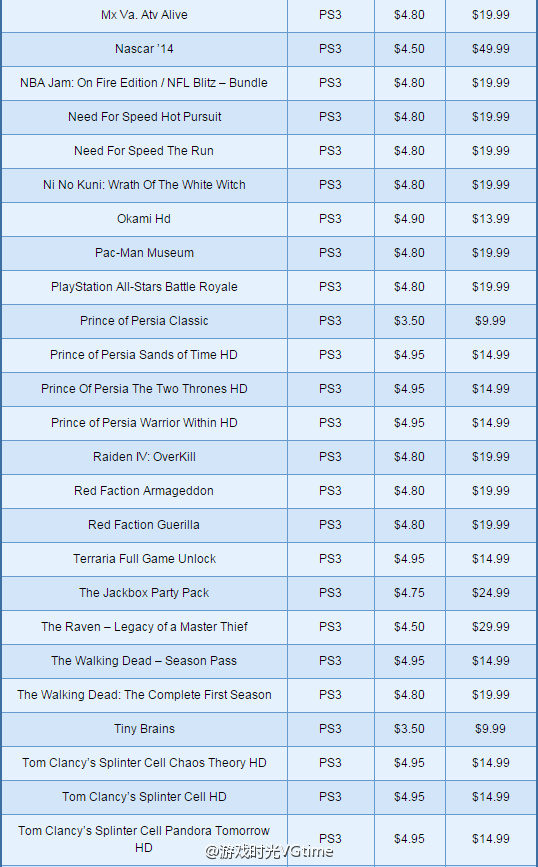 Mx Va. Atv Alive PS3 $4.80 $19.99
Nascar ’14 PS3 $4.50 $49.99
NBA Jam: On Fire Edition / NFL Blitz – Bundle PS3 $4.80 $19.99
Need For Speed Hot Pursuit PS3 $4.80 $19.99
Need For Speed The Run PS3 $4.80 $19.99
Ni No Kuni: Wrath Of The White Witch PS3 $4.80 $19.99
Okami Hd PS3 $4.90 $13.99
Pac-Man Museum PS3 $4.80 $19.99
PlayStation All-Stars Battle Royale PS3 $4.80 $19.99
Prince of Persia Classic PS3 $3.50 $9.99
Prince of Persia Sands of Time HD PS3 $4.95 $14.99
Prince Of Persia The Two Thrones HD PS3 $4.95 $14.99
Prince of Persia Warrior Within HD PS3 $4.95 $14.99
Raiden IV: OverKill PS3 $4.80 $19.99
Red Faction Armageddon PS3 $4.80 $19.99
Red Faction Guerilla PS3 $4.80 $19.99
Terraria Full Game Unlock PS3 $4.95 $14.99
The Jackbox Party Pack PS3 $4.75 $24.99
The Raven – Legacy of a Master Thief PS3 $4.50 $29.99
The Walking Dead – Season Pass PS3 $4.95 $14.99
The Walking Dead: The Complete First Season PS3 $4.80 $19.99
Tiny Brains PS3 $3.50 $9.99
Tom Clancy’s Splinter Cell Chaos Theory HD PS3 $4.95 $14.99
Tom Clancy’s Splinter Cell HD PS3 $4.95 $14.99
Tom Clancy’s Splinter Cell Pandora Tomorrow
HD PS3 $4.95 $14.99
@游戏时光VGtime